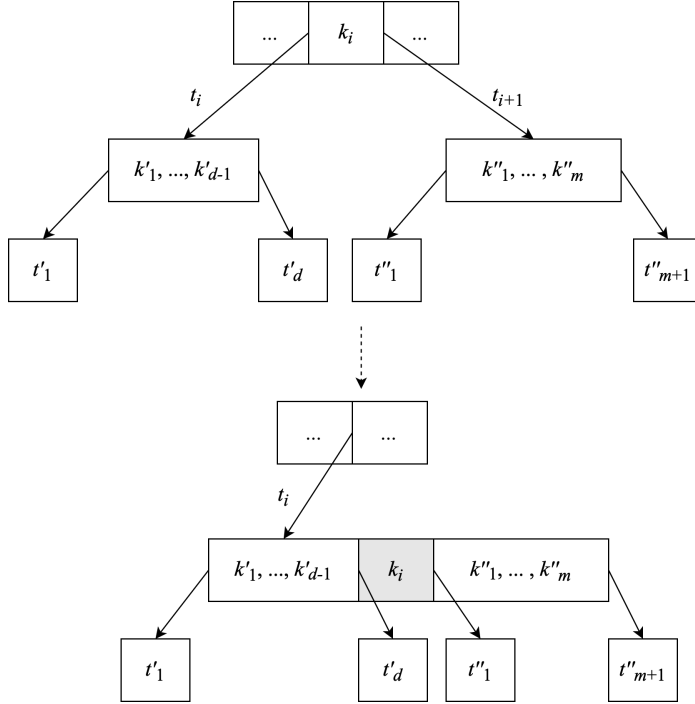 ... k_i ...
t_i t_{i+1}
k'_1, ..., k'_{d-1} k''_1, ... , k''_m
t'_1 t'_d t''_1 t''_{m+1}
... ...
t_i
k'_1, ..., k'_{d-1} k_i k''_1, ... , k''_m
t'_1 t'_d t''_1 t''_{m+1}